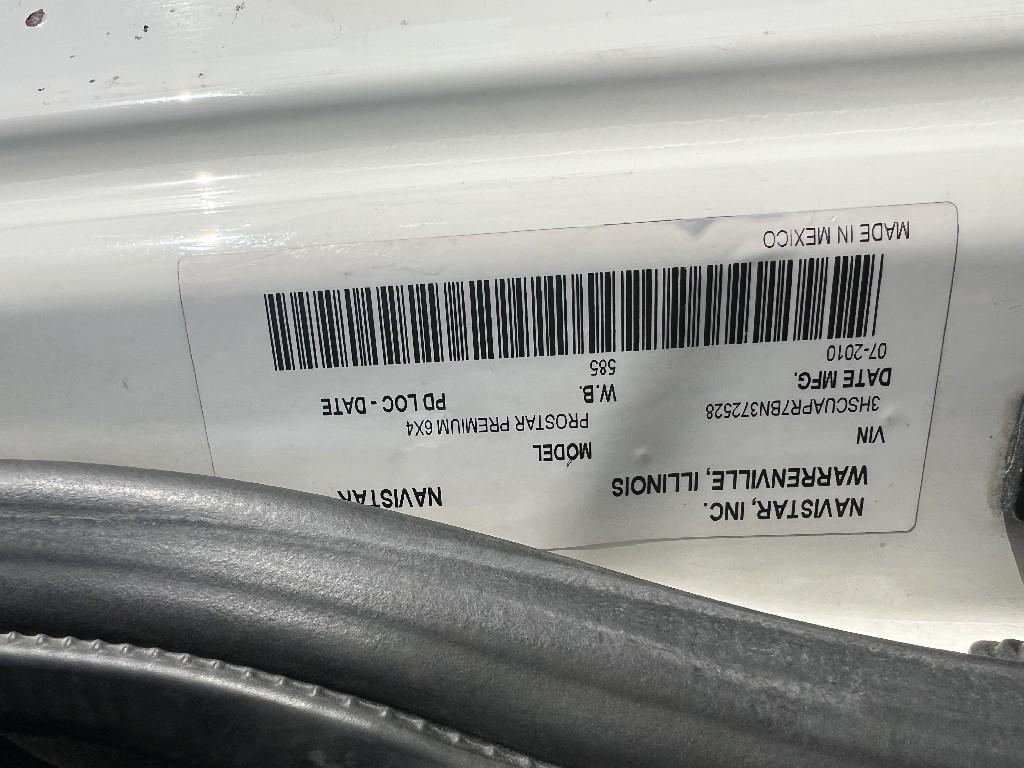 NAVISTAR, INC.
WARRENVILLE, ILLINOIS
NAVISTAR
VIN
3HSCUAPR7BN372528
MODEL
PROSTAR PREMIUM 6X4
DATE MFG.
07-2010
W.B.
585
PD LOC - DATE
MADE IN MEXICO